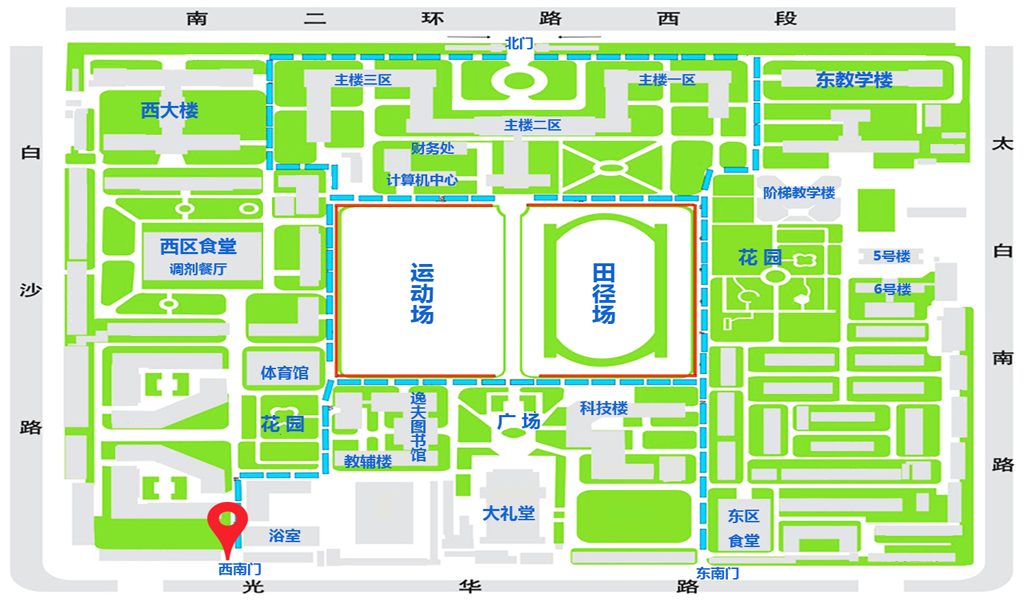 南二环路西段
北门
主楼三区
主楼一区
东教学楼
西大楼
主楼二区
财务处
计算机中心
阶梯教学楼
白沙路
太白南路
西区食堂
调剂餐厅
运动场
田径场
花园
5号楼
6号楼
体育馆
花园
逸夫图书馆
教辅楼
广场
科技楼
大礼堂
浴室
东区
食堂
西南门
东南门
光华路